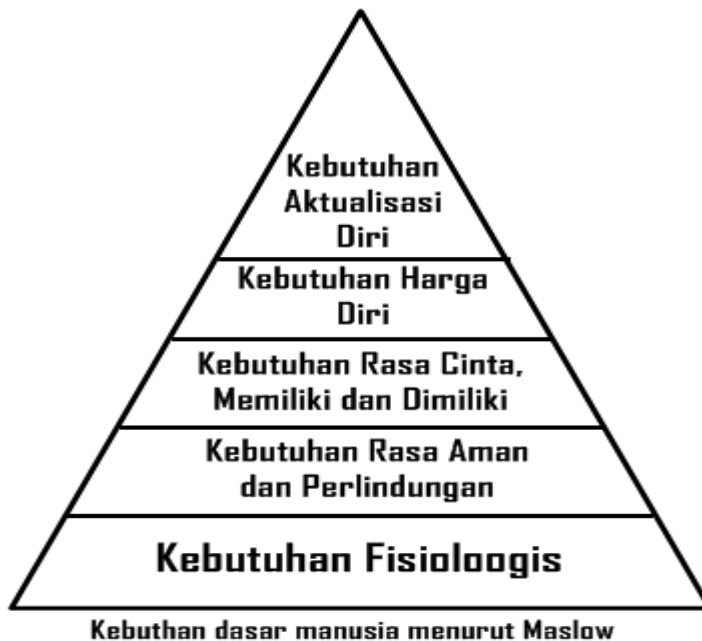 Kebutuhan
Aktualisasi
Diri
Kebutuhan Harga
Diri
Kebutuhan Rasa Cinta,
Memiliki dan Dimiliki
Kebutuhan Rasa Aman
dan Perlindungan
Kebutuhan Fisioloogis
Kebuthan dasar manusia menurut Maslow